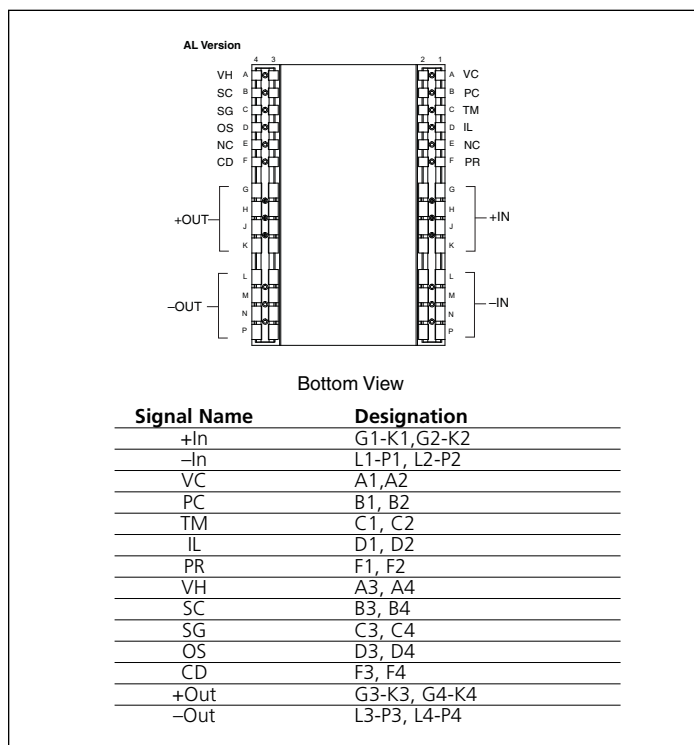 AL Version
4 3 2 1
VH A A VC
SC B B PC
SG C C TM
OS D D IL
NC E E NC
CD F F PR
G G
+OUT H H +IN
J J
K K
L L
–OUT M M –IN
N N
P P
Bottom View
Signal Name Designation
+In G1-K1,G2-K2
–In L1-P1, L2-P2
VC A1,A2
PC B1, B2
TM C1, C2
IL D1, D2
PR F1, F2
VH A3, A4
SC B3, B4
SG C3, C4
OS D3, D4
CD F3, F4
+Out G3-K3, G4-K4
–Out L3-P3, L4-P4